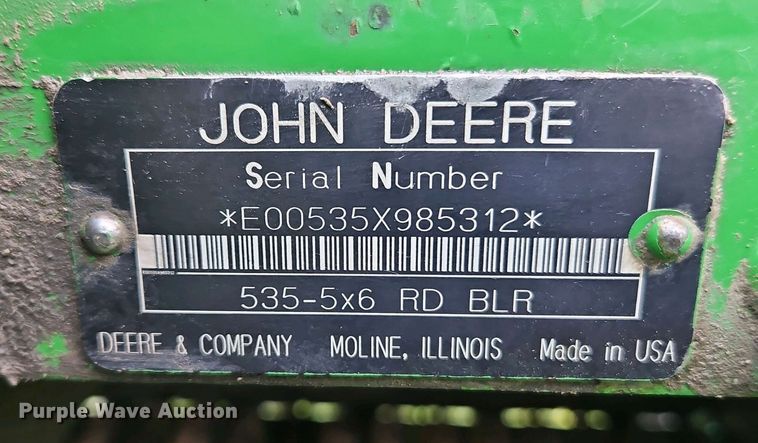 JOHN DEERE
Serial Number
*E00535X985312*
535-5x6 RD BLR
DEERE & COMPANY MOLINE, ILLINOIS Made in USA
Purple Wave Auction